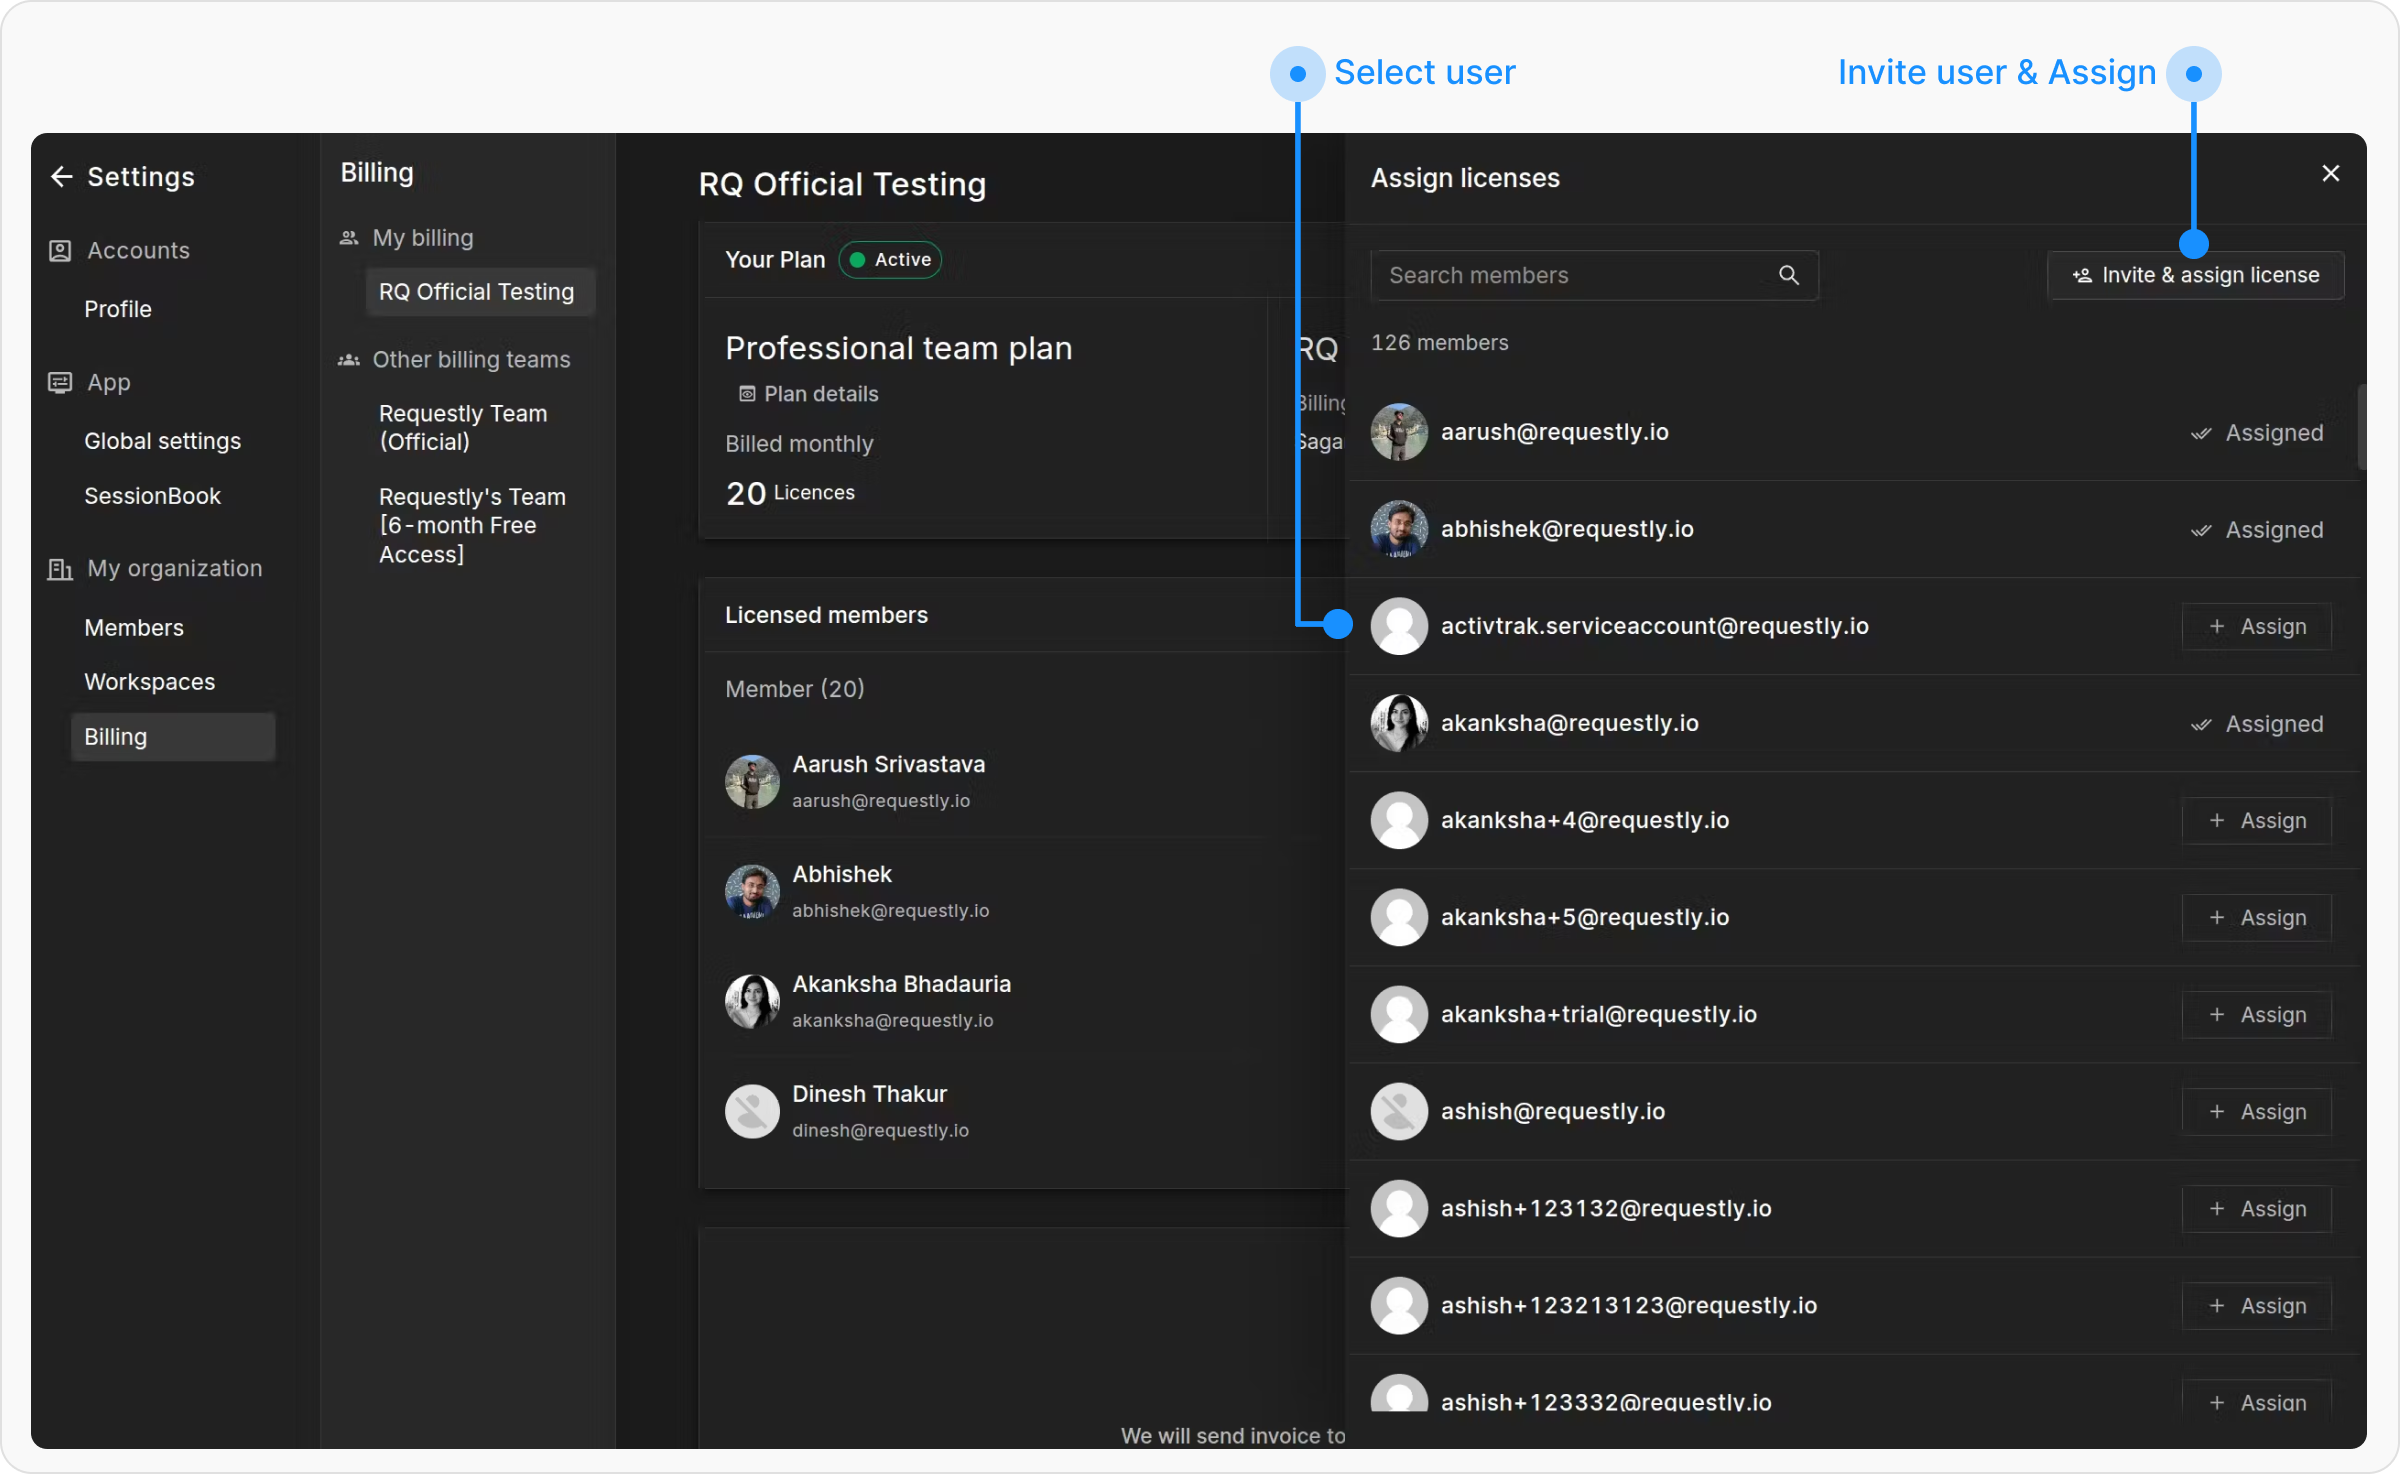 Select user
Invite user & Assign
Settings
Accounts
Profile
App
Global settings
SessionBook
My organization
Members
Workspaces
Billing
Billing
My billing
RQ Official Testing
Other billing teams
Requestly Team
(Official)
Requestly's Team
[6-month Free
Access]
RQ Official Testing
Your Plan
Active
Professional team plan
Plan details
Billed monthly
20 Licences
RQ
Billing
Saga
Licensed members
Member (20)
Aarush Srivastava
aarush@requestly.io
Abhishek
abhishek@requestly.io
Akanksha Bhadauria
akanksha@requestly.io
Dinesh Thakur
dinesh@requestly.io
We will send invoice to
Assign licenses
Search members
Invite & assign license
126 members
aarush@requestly.io
Assigned
abhishek@requestly.io
Assigned
activtrak.serviceaccount@requestly.io
+ Assign
akanksha@requestly.io
Assigned
akanksha+4@requestly.io
+ Assign
akanksha+5@requestly.io
+ Assign
akanksha+trial@requestly.io
+ Assign
ashish@requestly.io
+ Assign
ashish+123132@requestly.io
+ Assign
ashish+123213123@requestly.io
+ Assign
ashish+123332@requestly.io
+ Assign